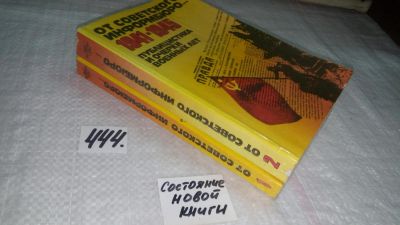 ОТ СОВЕТСКОГО
ИНФОРМБЮРО...
1941-1945
ПУБЛИЦИСТИКА
И ОЧЕРКИ
ВОЕННЫХ ЛЕТ
ПРАВДА
2 ОТ СОВЕТСКОГО ИНФОРМБЮРО
ОТ СОВЕТСКОГО ИНФОРМБЮРО
444.
СОСТОЯНИЕ
НОВОЙ
КНИГИ